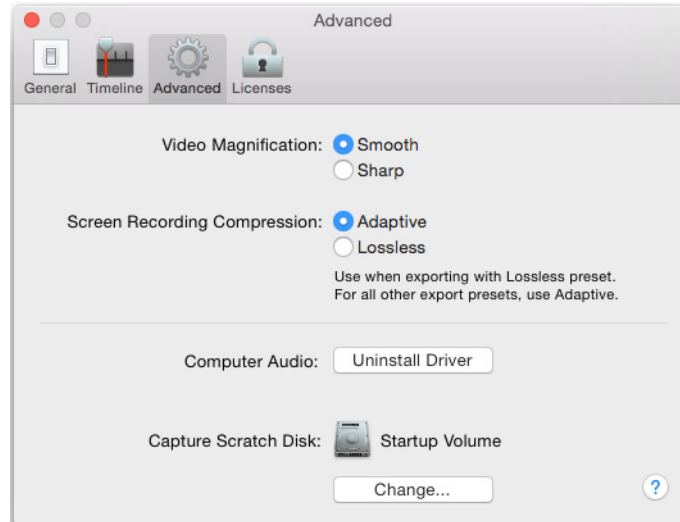 Advanced
General Timeline Advanced Licenses
Video Magnification: Smooth
Sharp
Screen Recording Compression: Adaptive
Lossless
Use when exporting with Lossless preset.
For all other export presets, use Adaptive.
Computer Audio: Uninstall Driver
Capture Scratch Disk: Startup Volume
Change...
?